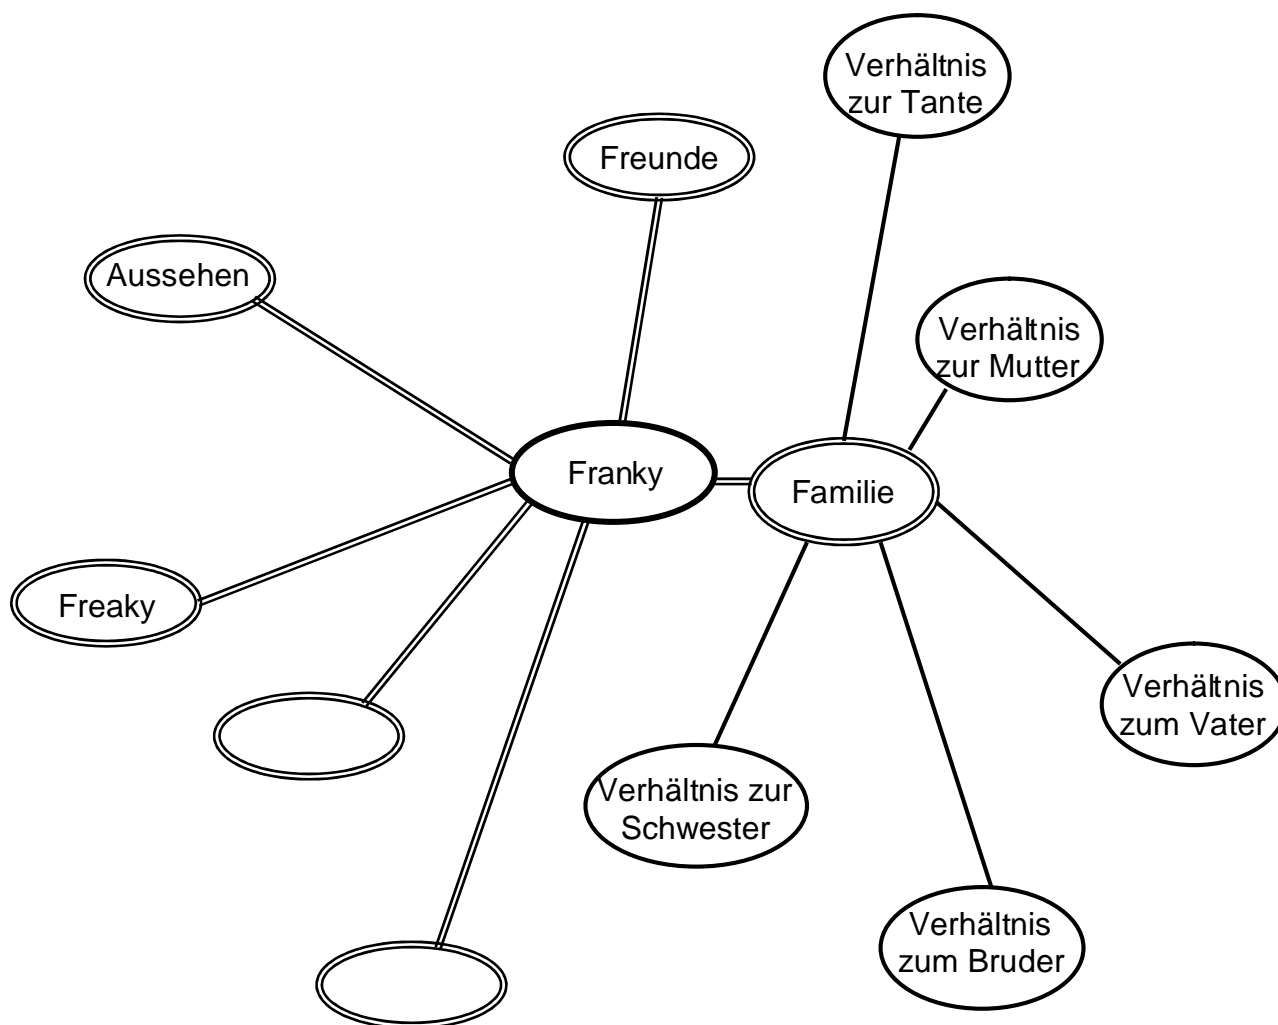 Verhältnis
zur Tante
Freunde
Aussehen
Verhältnis
zur Mutter
Franky
Familie
Freaky
Verhältnis
zum Vater
Verhältnis zur
Schwester
Verhältnis
zum Bruder